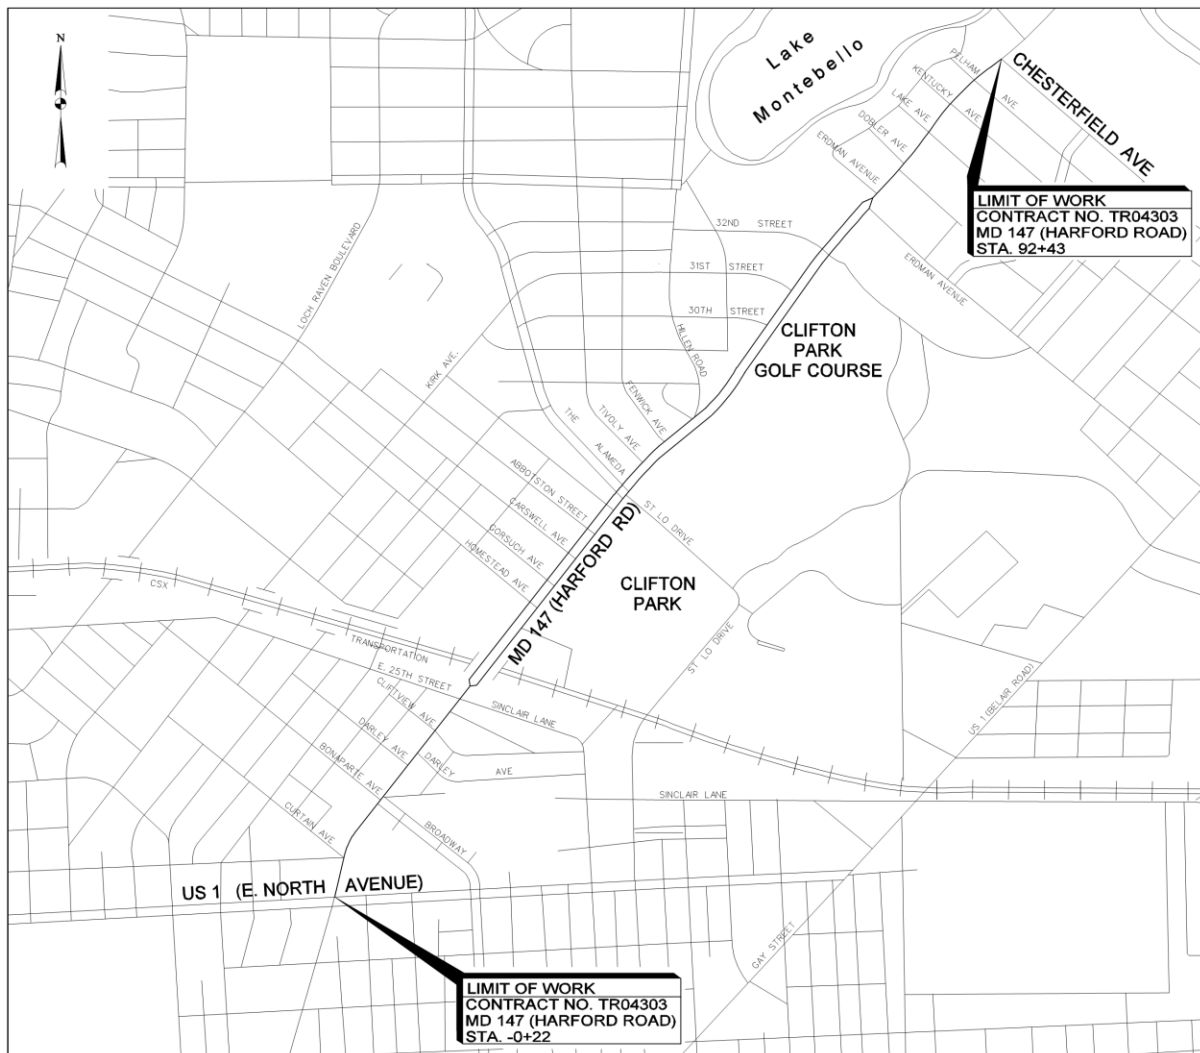 N
Lake
Montebello
PELHAM AVE
CHESTERFIELD AVE
KENTUCKY AVE
LAKE AVE
DOBLER AVE
ERDMAN AVENUE
LIMIT OF WORK
CONTRACT NO. TR04303
MD 147 (HARFORD ROAD)
STA. 92+43
32ND STREET
31ST STREET
30TH STREET
ERDMAN AVENUE
LOCH RAVEN BOULEVARD
HILLEN ROAD
CLIFTON
PARK
GOLF COURSE
KIRK AVE.
FENWICK AVE
TIVOLY AVE
THE ALAMEDA
ABBOTSTON STREET
CARSWELL AVE
GORSUCH AVE
HOMESTEAD AVE
ST LO DRIVE
MD 147 (HARFORD RD)
CLIFTON
PARK
CSX TRANSPORTATION
ST LO DRIVE
E. 25TH STREET
SINCLAIR LANE
CLIFTVIEW AVE
DARLEY AVE
DARLEY AVE
BONAPARTE AVE
US 1 (BELAIR ROAD)
SINCLAIR LANE
CURTAIN AVE
BROADWAY
US 1 (E. NORTH AVENUE)
GAY STREET
LIMIT OF WORK
CONTRACT NO. TR04303
MD 147 (HARFORD ROAD)
STA. -0+22